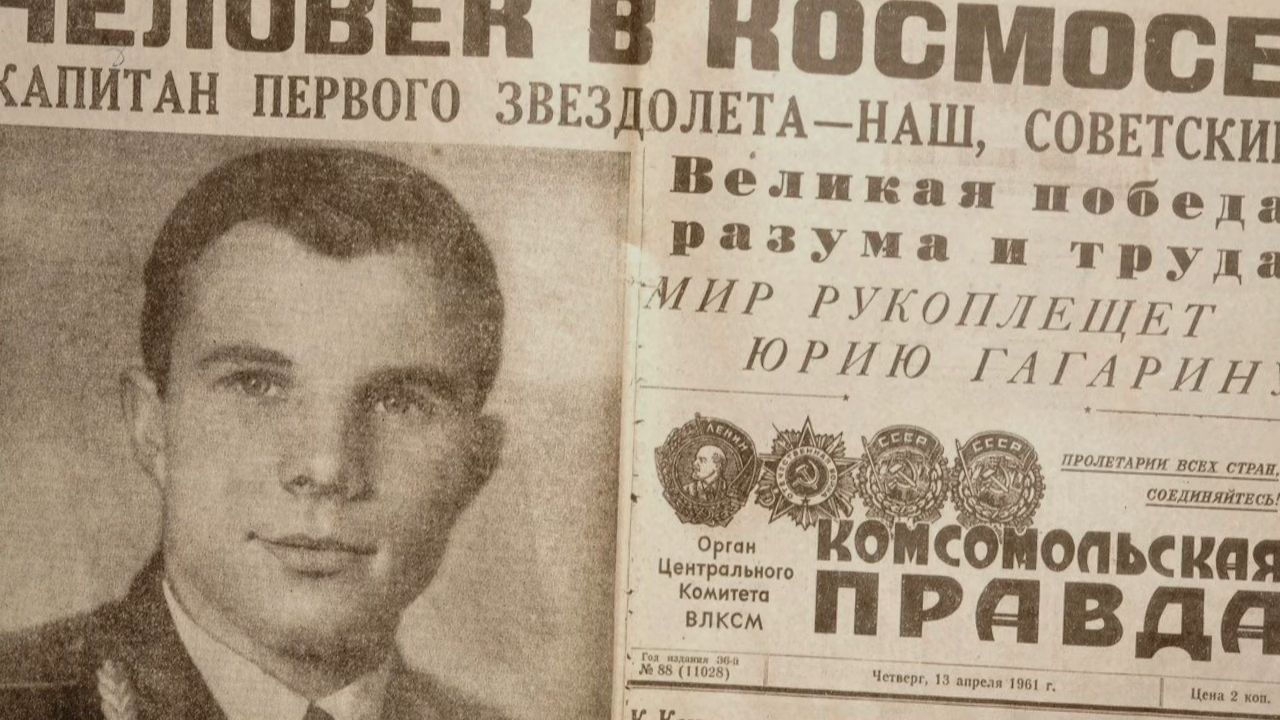 ЧЕЛОВЕК В КОСМОСЕ
КАПИТАН ПЕРВОГО ЗВЕЗДОЛЕТА—НАШ, СОВЕТСКИЙ
Великая победа
разума и труда
МИР РУКОПЛЕЩЕТ
ЮРИЮ ГАГАРИНУ
ЛЕНИН
ОТЕЧЕСТВЕННАЯ ВОЙНА
СССР
СССР
ПРОЛЕТАРИИ ВСЕХ СТРАН,
СОЕДИНЯЙТЕСЬ!
Орган
Центрального
Комитета
ВЛКСМ
КОМСОМОЛЬСКАЯ
ПРАВДА
Год издания 36-й
№ 88 (11028)
Четверг, 13 апреля 1961 г.
Цена 2 коп.